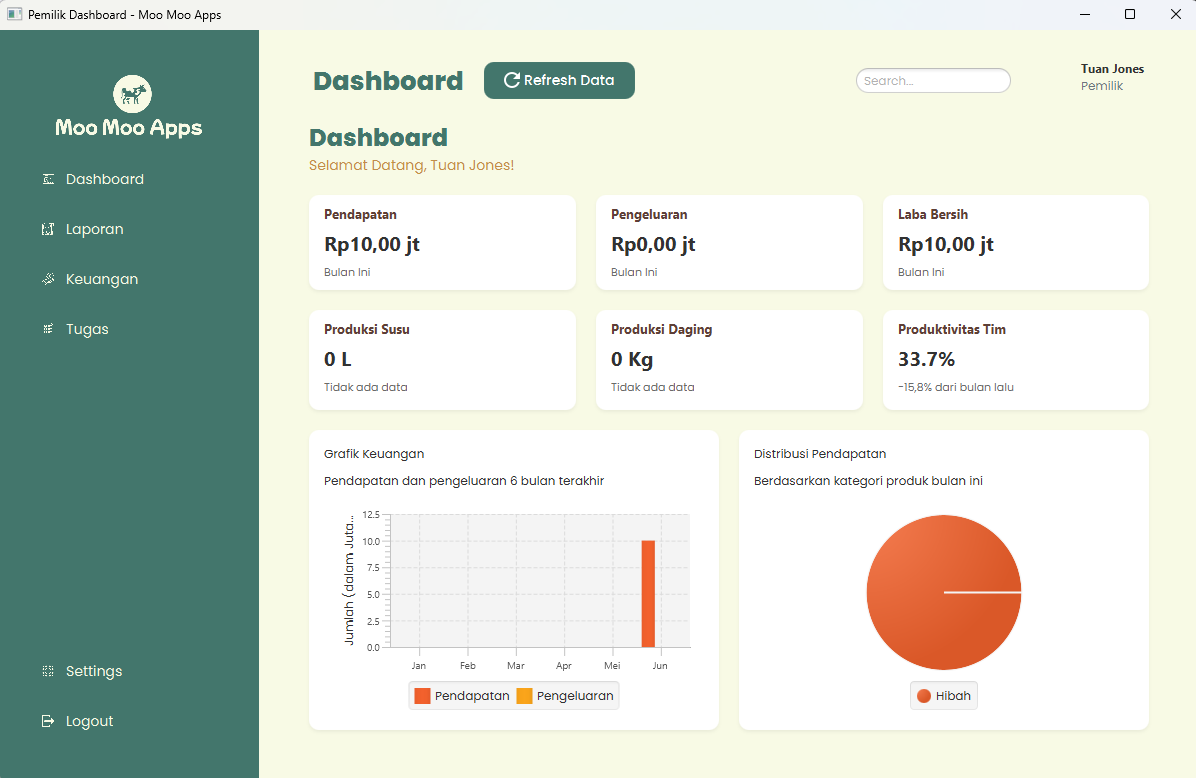 Pemilik Dashboard - Moo Moo Apps
Moo Moo Apps
Dashboard
Laporan
Keuangan
Tugas
Settings
Logout
Dashboard
Refresh Data
Search...
Tuan Jones
Pemilik
Dashboard
Selamat Datang, Tuan Jones!
Pendapatan
Rp10,00 jt
Bulan Ini
Pengeluaran
Rp0,00 jt
Bulan Ini
Laba Bersih
Rp10,00 jt
Bulan Ini
Produksi Susu
0 L
Tidak ada data
Produksi Daging
0 Kg
Tidak ada data
Produktivitas Tim
33.7%
-15,8% dari bulan lalu
Grafik Keuangan
Pendapatan dan pengeluaran 6 bulan terakhir
Jumlah (dalam Juta...
12.5
10.0
7.5
5.0
2.5
0.0
Jan Feb Mar Apr Mei Jun
Pendapatan Pengeluaran
Distribusi Pendapatan
Berdasarkan kategori produk bulan ini
Hibah